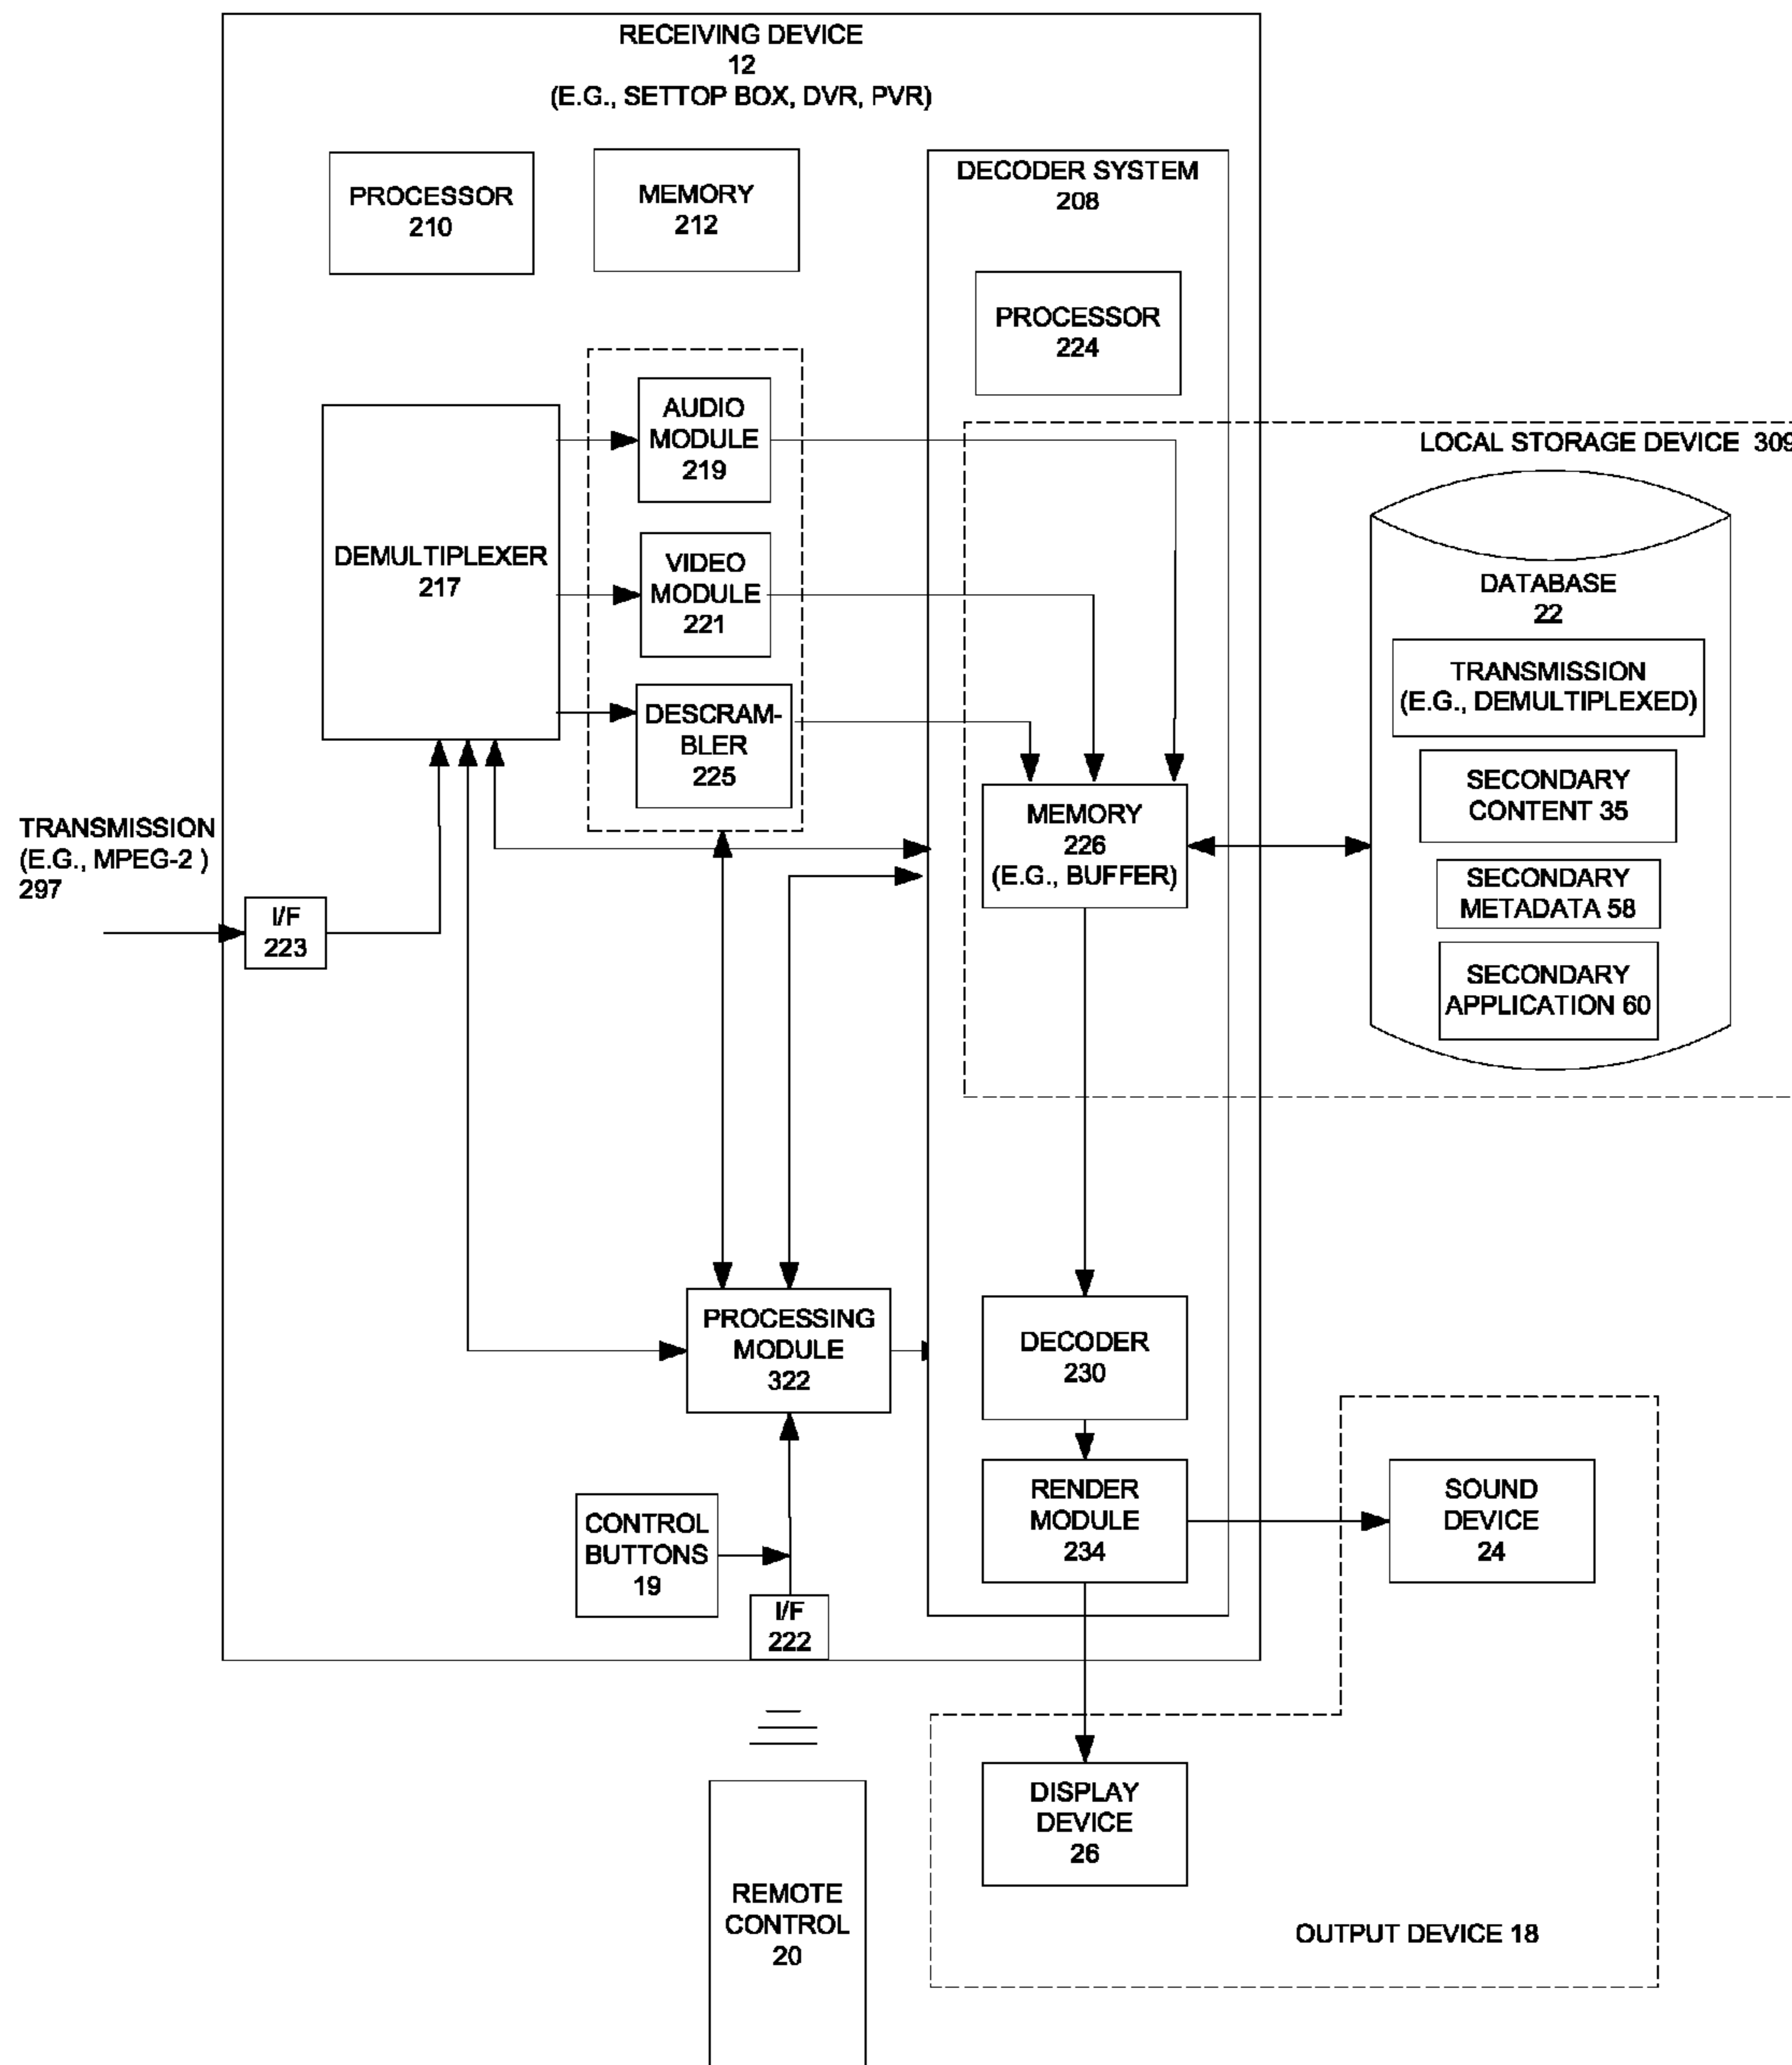 RECEIVING DEVICE
12
(E.G., SETTOP BOX, DVR, PVR)
PROCESSOR
210
MEMORY
212
DECODER SYSTEM
208
PROCESSOR
224
AUDIO
MODULE
219
LOCAL STORAGE DEVICE 309
DEMULTIPLEXER
217
VIDEO
MODULE
221
DATABASE
22
TRANSMISSION
(E.G., DEMULTIPLEXED)
DESCRAM-
BLER
225
SECONDARY
CONTENT 35
MEMORY
226
(E.G., BUFFER)
TRANSMISSION
(E.G., MPEG-2 )
297
SECONDARY
METADATA 58
I/F
223
SECONDARY
APPLICATION 60
PROCESSING
MODULE
322
DECODER
230
RENDER
MODULE
234
SOUND
DEVICE
24
CONTROL
BUTTONS
19
I/F
222
DISPLAY
DEVICE
26
REMOTE
CONTROL
20
OUTPUT DEVICE 18